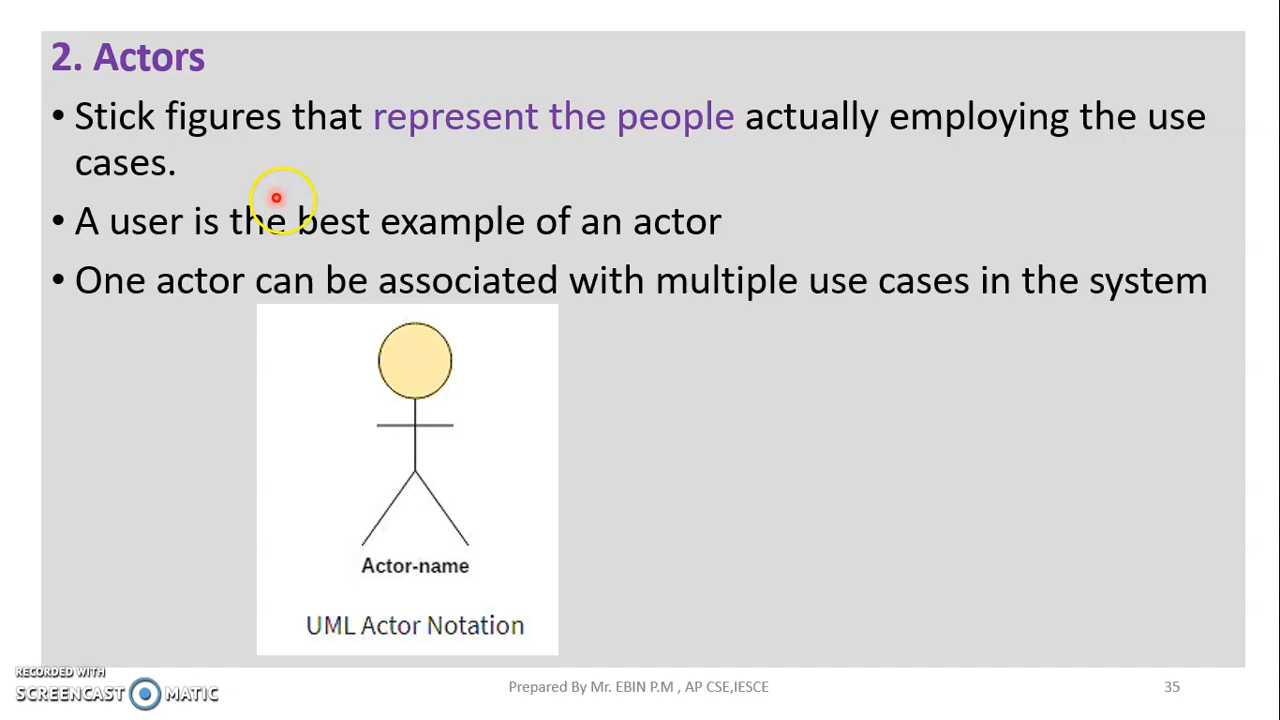 2. Actors
• Stick figures that represent the people actually employing the use
cases.
• A user is the best example of an actor
• One actor can be associated with multiple use cases in the system
Actor-name
UML Actor Notation
RECORDED WITH
SCREENCAST MATIC
Prepared By Mr. EBIN P.M , AP CSE,IESCE
35